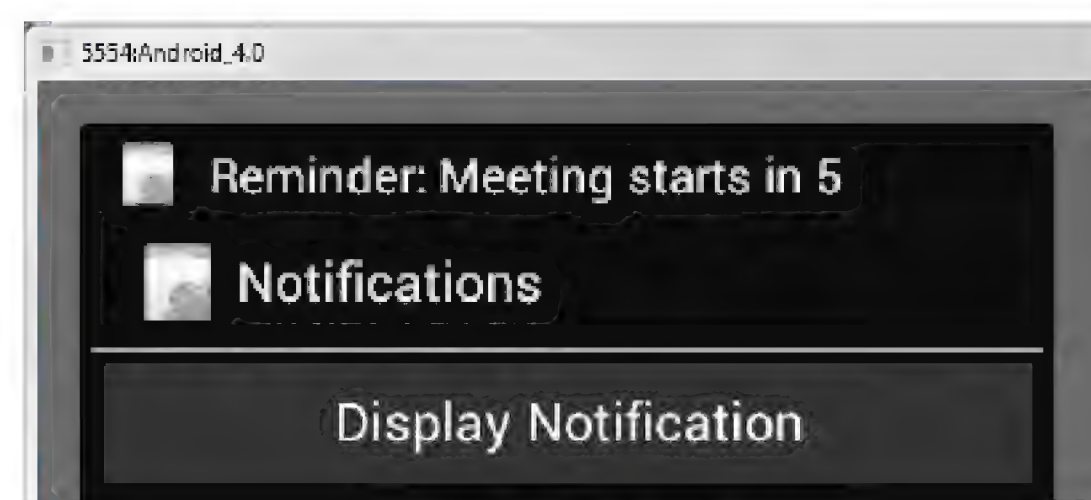 5554:Android_4.0
Reminder: Meeting starts in 5
Notifications
Display Notification